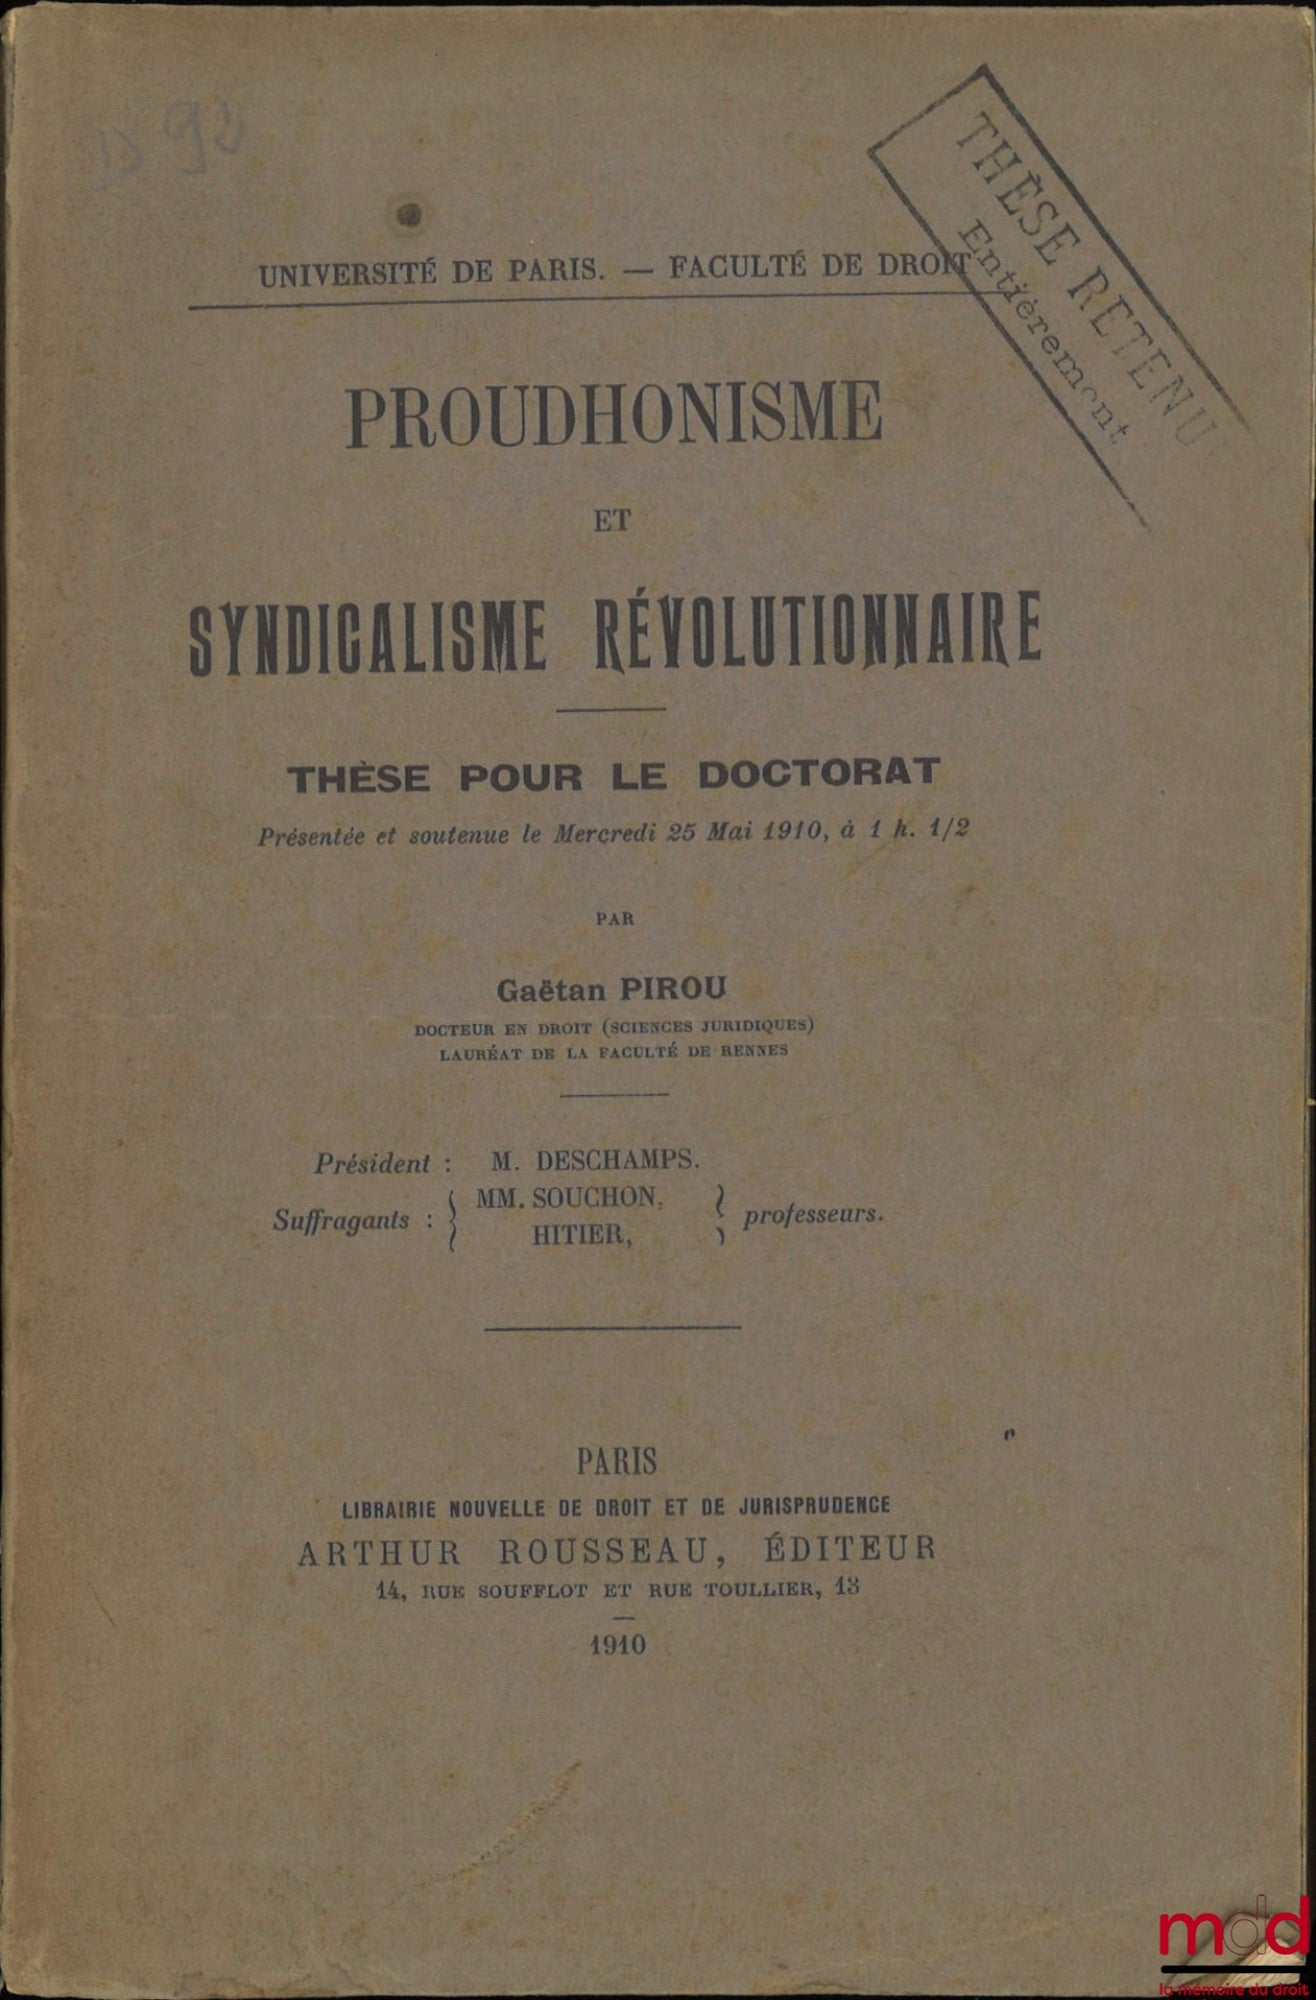 D 92
THÈSE RETENU
Entièrement
UNIVERSITÉ DE PARIS. — FACULTÉ DE DROIT
PROUDHONISME
ET
SYNDICALISME RÉVOLUTIONNAIRE
THÈSE POUR LE DOCTORAT
Présentée et soutenue le Mercredi 25 Mai 1910, à 1 h. 1/2
PAR
Gaëtan PIROU
DOCTEUR EN DROIT (SCIENCES JURIDIQUES)
LAURÉAT DE LA FACULTÉ DE RENNES
Président : M. DESCHAMPS.
Suffragants : { MM. SOUCHON, } professeurs.
HITIER,
PARIS
LIBRAIRIE NOUVELLE DE DROIT ET DE JURISPRUDENCE
ARTHUR ROUSSEAU, ÉDITEUR
14, RUE SOUFFLOT ET RUE TOULLIER, 13
1910
mdd
la mémoire du droit